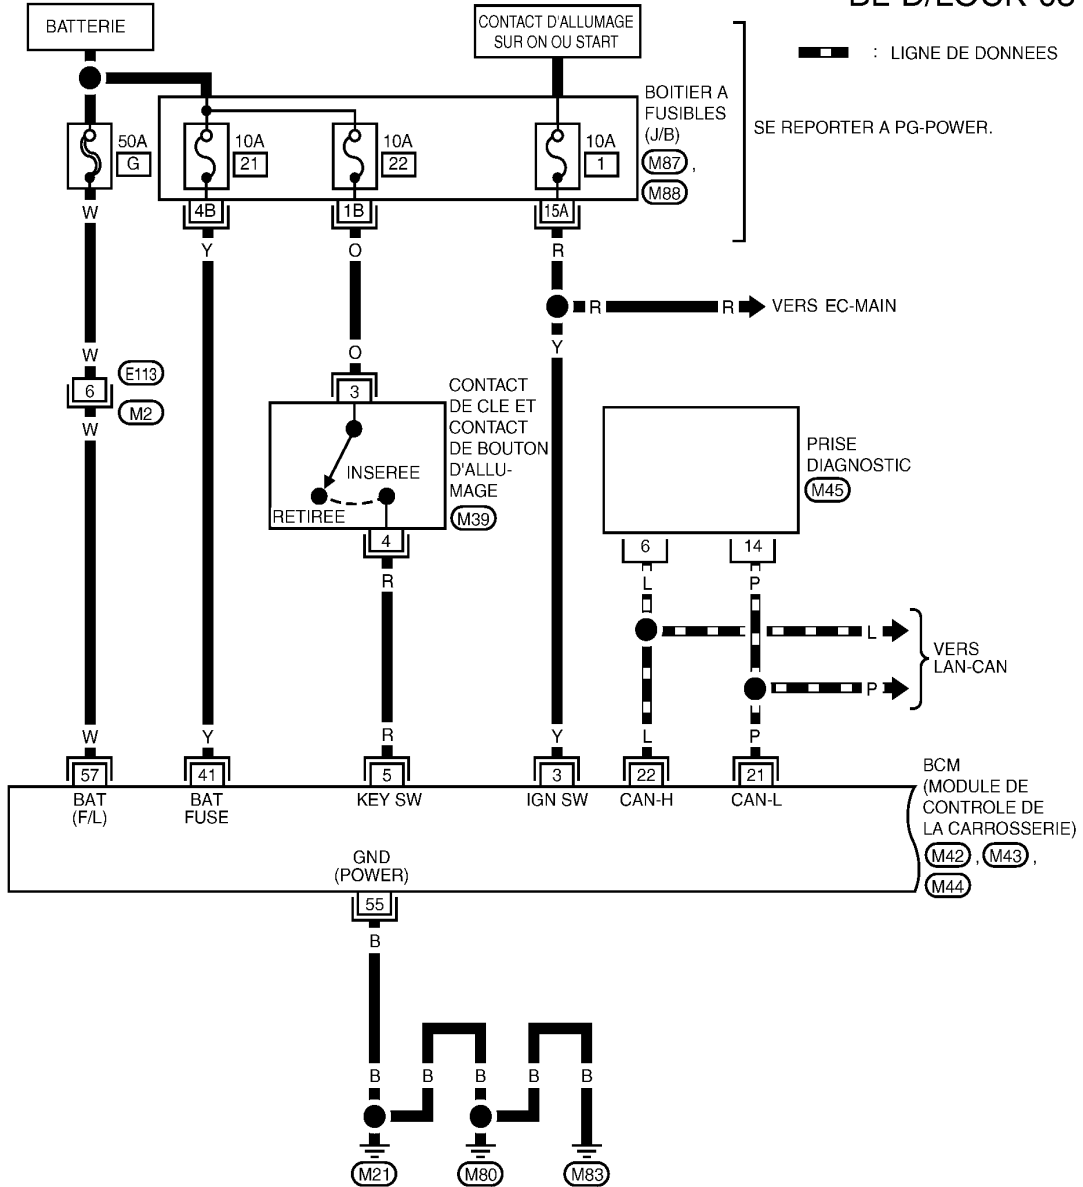 BATTERIE
CONTACT D'ALLUMAGE
SUR ON OU START
: LIGNE DE DONNEES
BOITIER A
FUSIBLES
(J/B)
M87 ,
M88
SE REPORTER A PG-POWER.
50A
G
10A
21
10A
22
10A
1
4B
1B
15A
W
Y
O
R
R
R
VERS EC-MAIN
Y
W
O
6
E113
M2
W
3
CONTACT
DE CLE ET
CONTACT
DE BOUTON
D'ALLU-
MAGE
M39
INSEREE
RETIREE
4
R
PRISE
DIAGNOSTIC
M45
6
14
L
P
L
P
VERS
LAN-CAN
W
Y
R
Y
L
P
57
41
5
3
22
21
BAT
(F/L)
BAT
FUSE
KEY SW
IGN SW
CAN-H
CAN-L
BCM
(MODULE DE
CONTROLE DE
LA CARROSSERIE)
M42 , M43 ,
M44
GND
(POWER)
55
B
B
B
B
B
B
M21
M80
M83